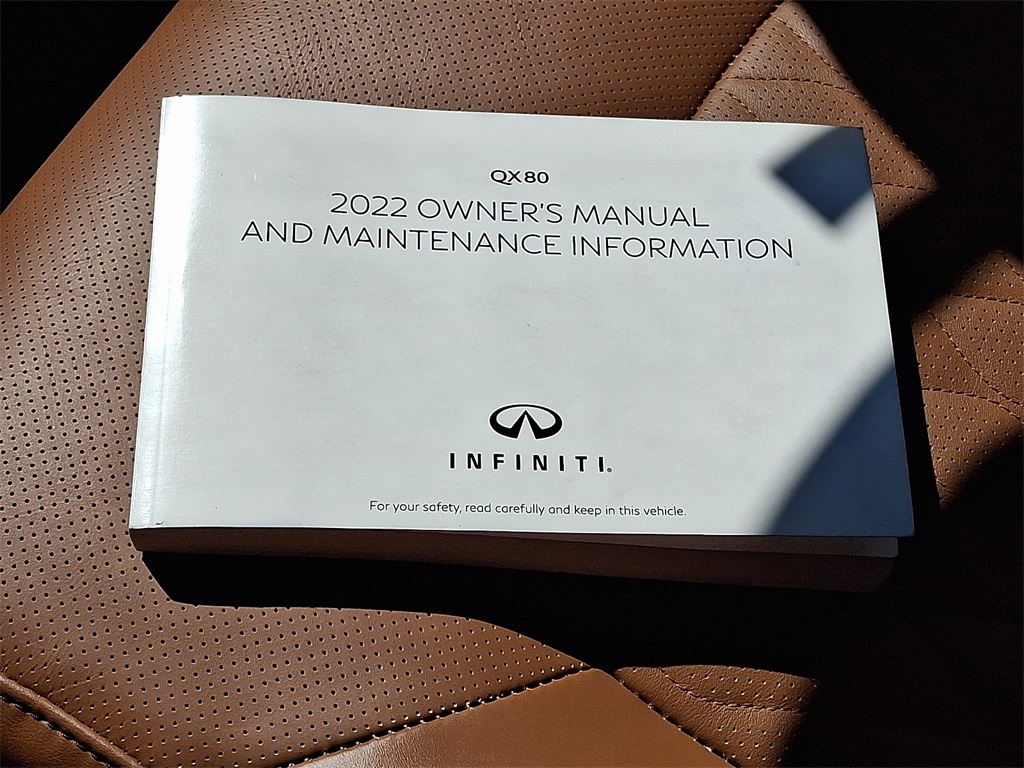 QX80
2022 OWNER'S MANUAL
AND MAINTENANCE INFORMATION
INFINITI®
For your safety, read carefully and keep in this vehicle.